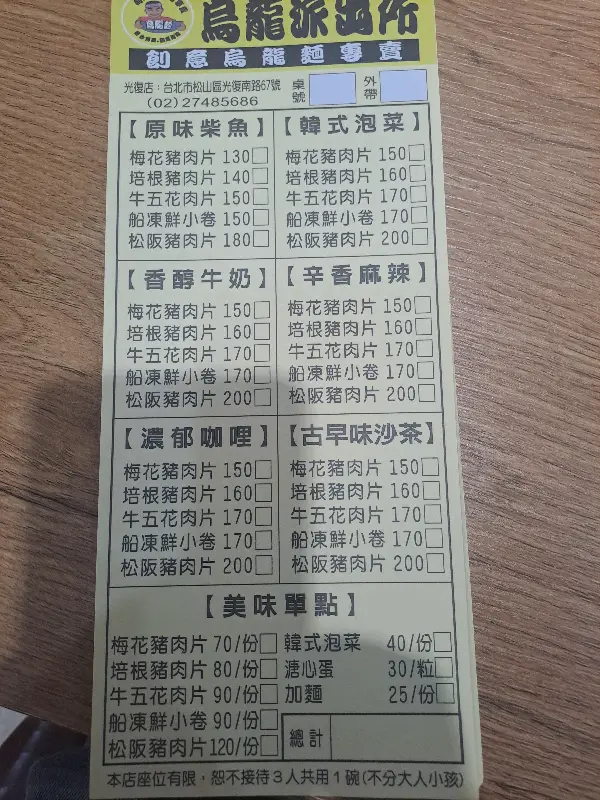 烏龍派出所
創意烏龍麵專賣
光復店：台北市松山區光復南路67號
(02)27485686
桌號
外帶
【原味柴魚】
梅花豬肉片 130
培根豬肉片 140
牛五花肉片 150
船凍鮮小卷 150
松阪豬肉片 180
【韓式泡菜】
梅花豬肉片 150
培根豬肉片 160
牛五花肉片 170
船凍鮮小卷 170
松阪豬肉片 200
【香醇牛奶】
梅花豬肉片 150
培根豬肉片 160
牛五花肉片 170
船凍鮮小卷 170
松阪豬肉片 200
【辛香麻辣】
梅花豬肉片 150
培根豬肉片 160
牛五花肉片 170
船凍鮮小卷 170
松阪豬肉片 200
【濃郁咖哩】
梅花豬肉片 150
培根豬肉片 160
牛五花肉片 170
船凍鮮小卷 170
松阪豬肉片 200
【古早味沙茶】
梅花豬肉片 150
培根豬肉片 160
牛五花肉片 170
船凍鮮小卷 170
松阪豬肉片 200
【美味單點】
梅花豬肉片 70/份
培根豬肉片 80/份
牛五花肉片 90/份
船凍鮮小卷 90/份
松阪豬肉片 120/份
韓式泡菜 40/份
溏心蛋 30/粒
加麵 25/份
總計
本店座位有限，恕不接待3人共用1碗(不分大人小孩)